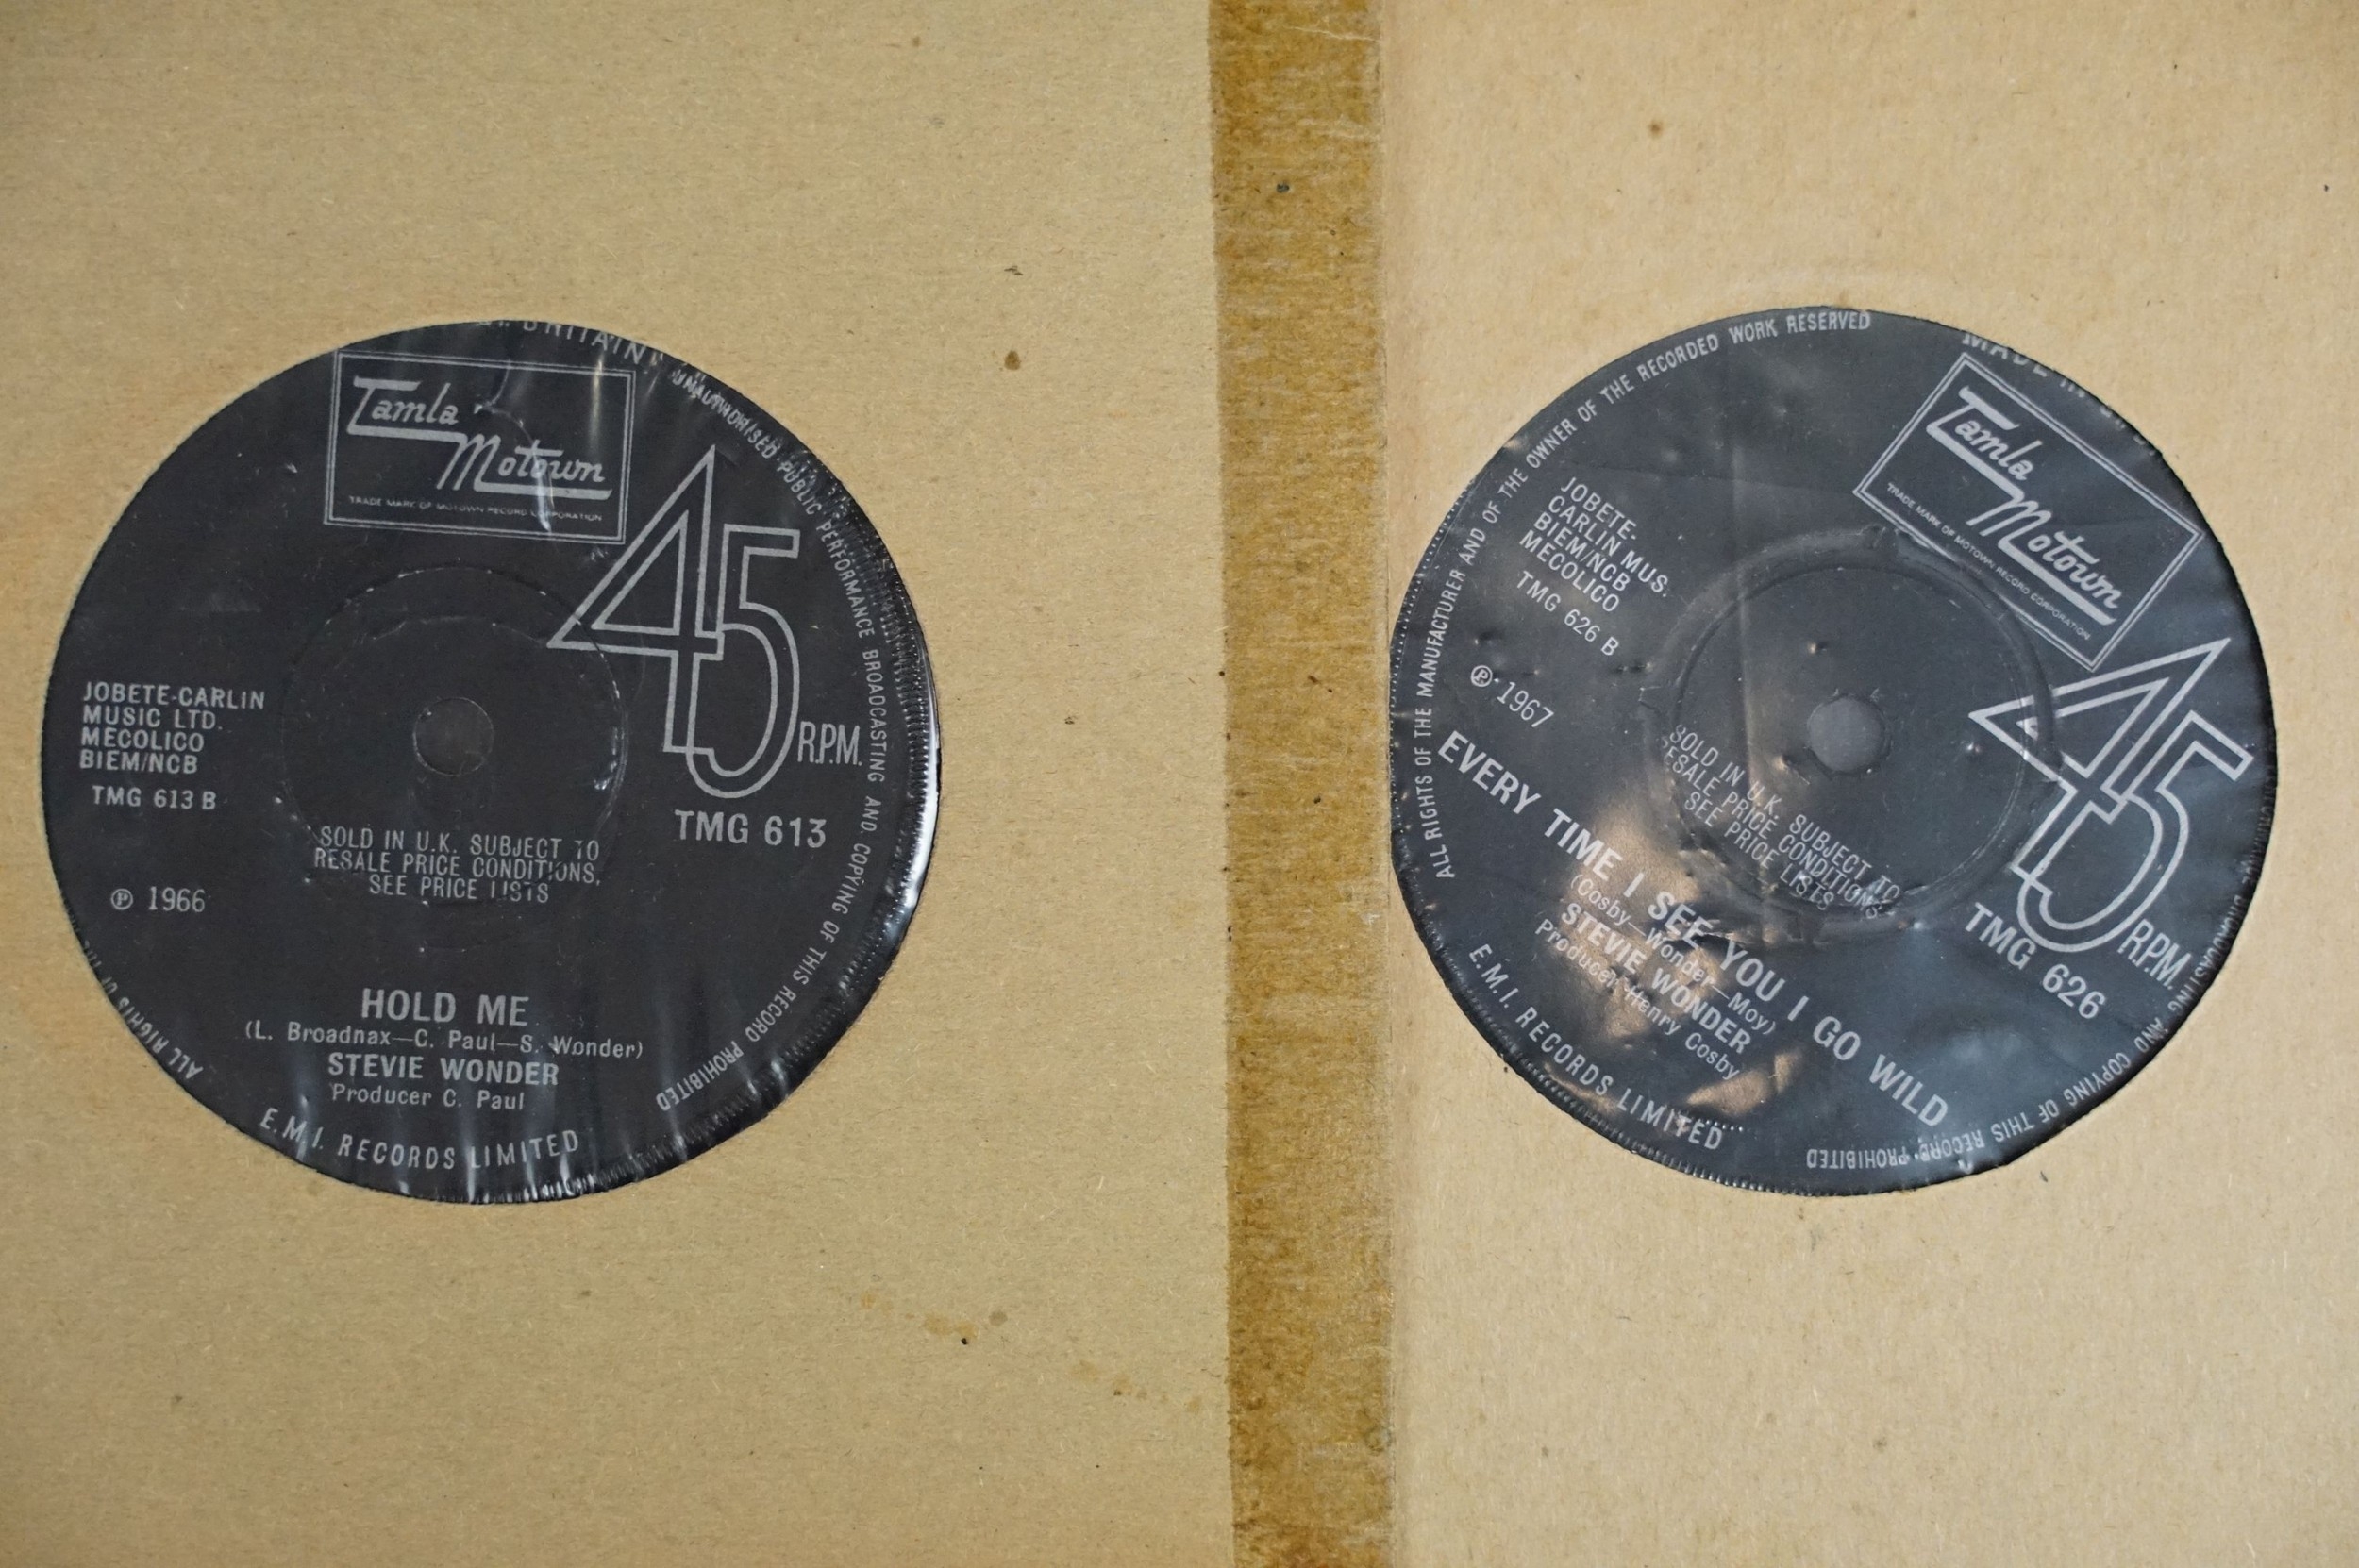 BRITAIN
Tamla
Motown
TRADE MARK OF MOTOWN RECORD CORPORATION
UNAUTHORISED PUBLIC PERFORMANCE BROADCASTING AND COPYING OF THIS RECORD PROHIBITED
45
R.P.M.
TMG 613
JOBETE-CARLIN
MUSIC LTD.
MECOLICO
BIEM/NCB
TMG 613 B
SOLD IN U.K. SUBJECT TO
RESALE PRICE CONDITIONS,
SEE PRICE LISTS
℗ 1966
HOLD ME
(L. Broadnax—C. Paul—S. Wonder)
STEVIE WONDER
Producer C. Paul
E.M.I. RECORDS LIMITED
ALL RIGHTS OF
ALL RIGHTS OF THE MANUFACTURER AND OF THE OWNER OF THE RECORDED WORK RESERVED
MADE IN
Tamla
Motown
TRADE MARK OF MOTOWN RECORD CORPORATION
JOBETE-
CARLIN MUS.
BIEM/NCB
MECOLICO
TMG 626 B
℗ 1967
45
R.P.M.
TMG 626
SOLD IN U.K. SUBJECT TO
RESALE PRICE CONDITIONS,
SEE PRICE LISTS
EVERY TIME I SEE YOU I GO WILD
(Cosby—Wonder—Moy)
STEVIE WONDER
Producer: Henry Cosby
E.M.I. RECORDS LIMITED
BROADCASTING AND COPYING OF THIS RECORD PROHIBITED